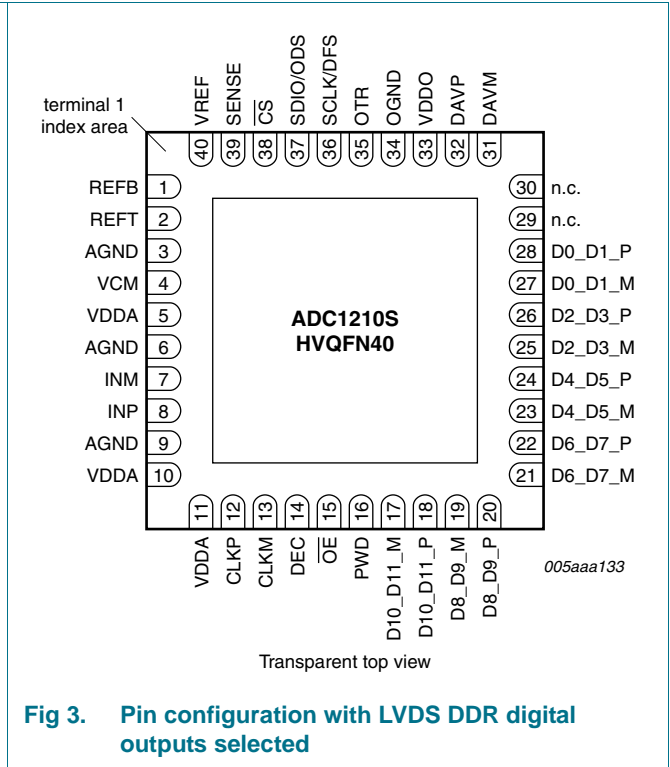 terminal 1
index area
VREF
SENSE
C̅S̅
SDIO/ODS
SCLK/DFS
OTR
OGND
VDDO
DAVP
DAVM
40
39
38
37
36
35
34
33
32
31
REFB 1
REFT 2
AGND 3
VCM 4
VDDA 5
AGND 6
INM 7
INP 8
AGND 9
VDDA 10
ADC1210S
HVQFN40
30 n.c.
29 n.c.
28 D0_D1_P
27 D0_D1_M
26 D2_D3_P
25 D2_D3_M
24 D4_D5_P
23 D4_D5_M
22 D6_D7_P
21 D6_D7_M
11
12
13
14
15
16
17
18
19
20
VDDA
CLKP
CLKM
DEC
O̅E̅
PWD
D10_D11_M
D10_D11_P
D8_D9_M
D8_D9_P
005aaa133
Transparent top view
Fig 3. Pin configuration with LVDS DDR digital
outputs selected